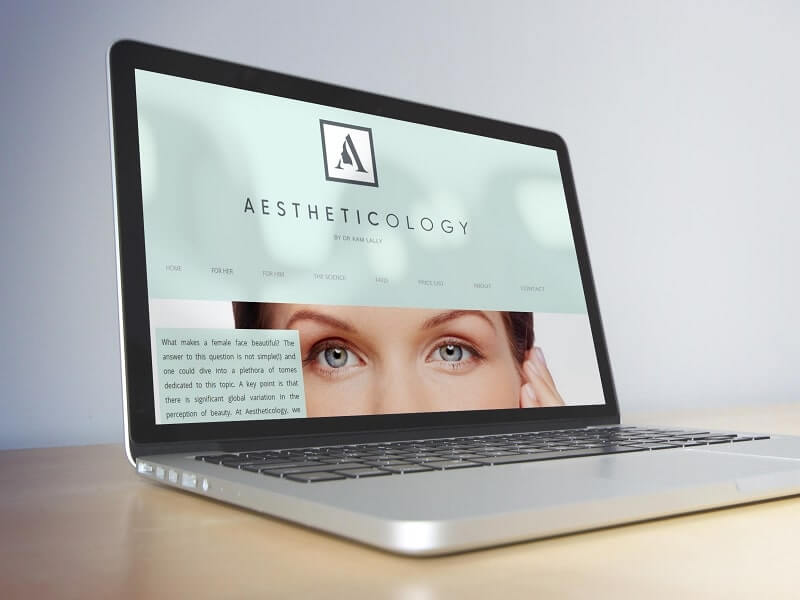 A
AESTHETICOLOGY
BY DR KAM LALLY
HOME FOR HER FOR HIM THE SCIENCE FAQ PRICE LIST ABOUT CONTACT
What makes a female face beautiful? The
answer to this question is not simple(!) and
one could dive into a plethora of tomes
dedicated to this topic. A key point is that
there is significant global variation in the
perception of beauty. At Aestheticology, we